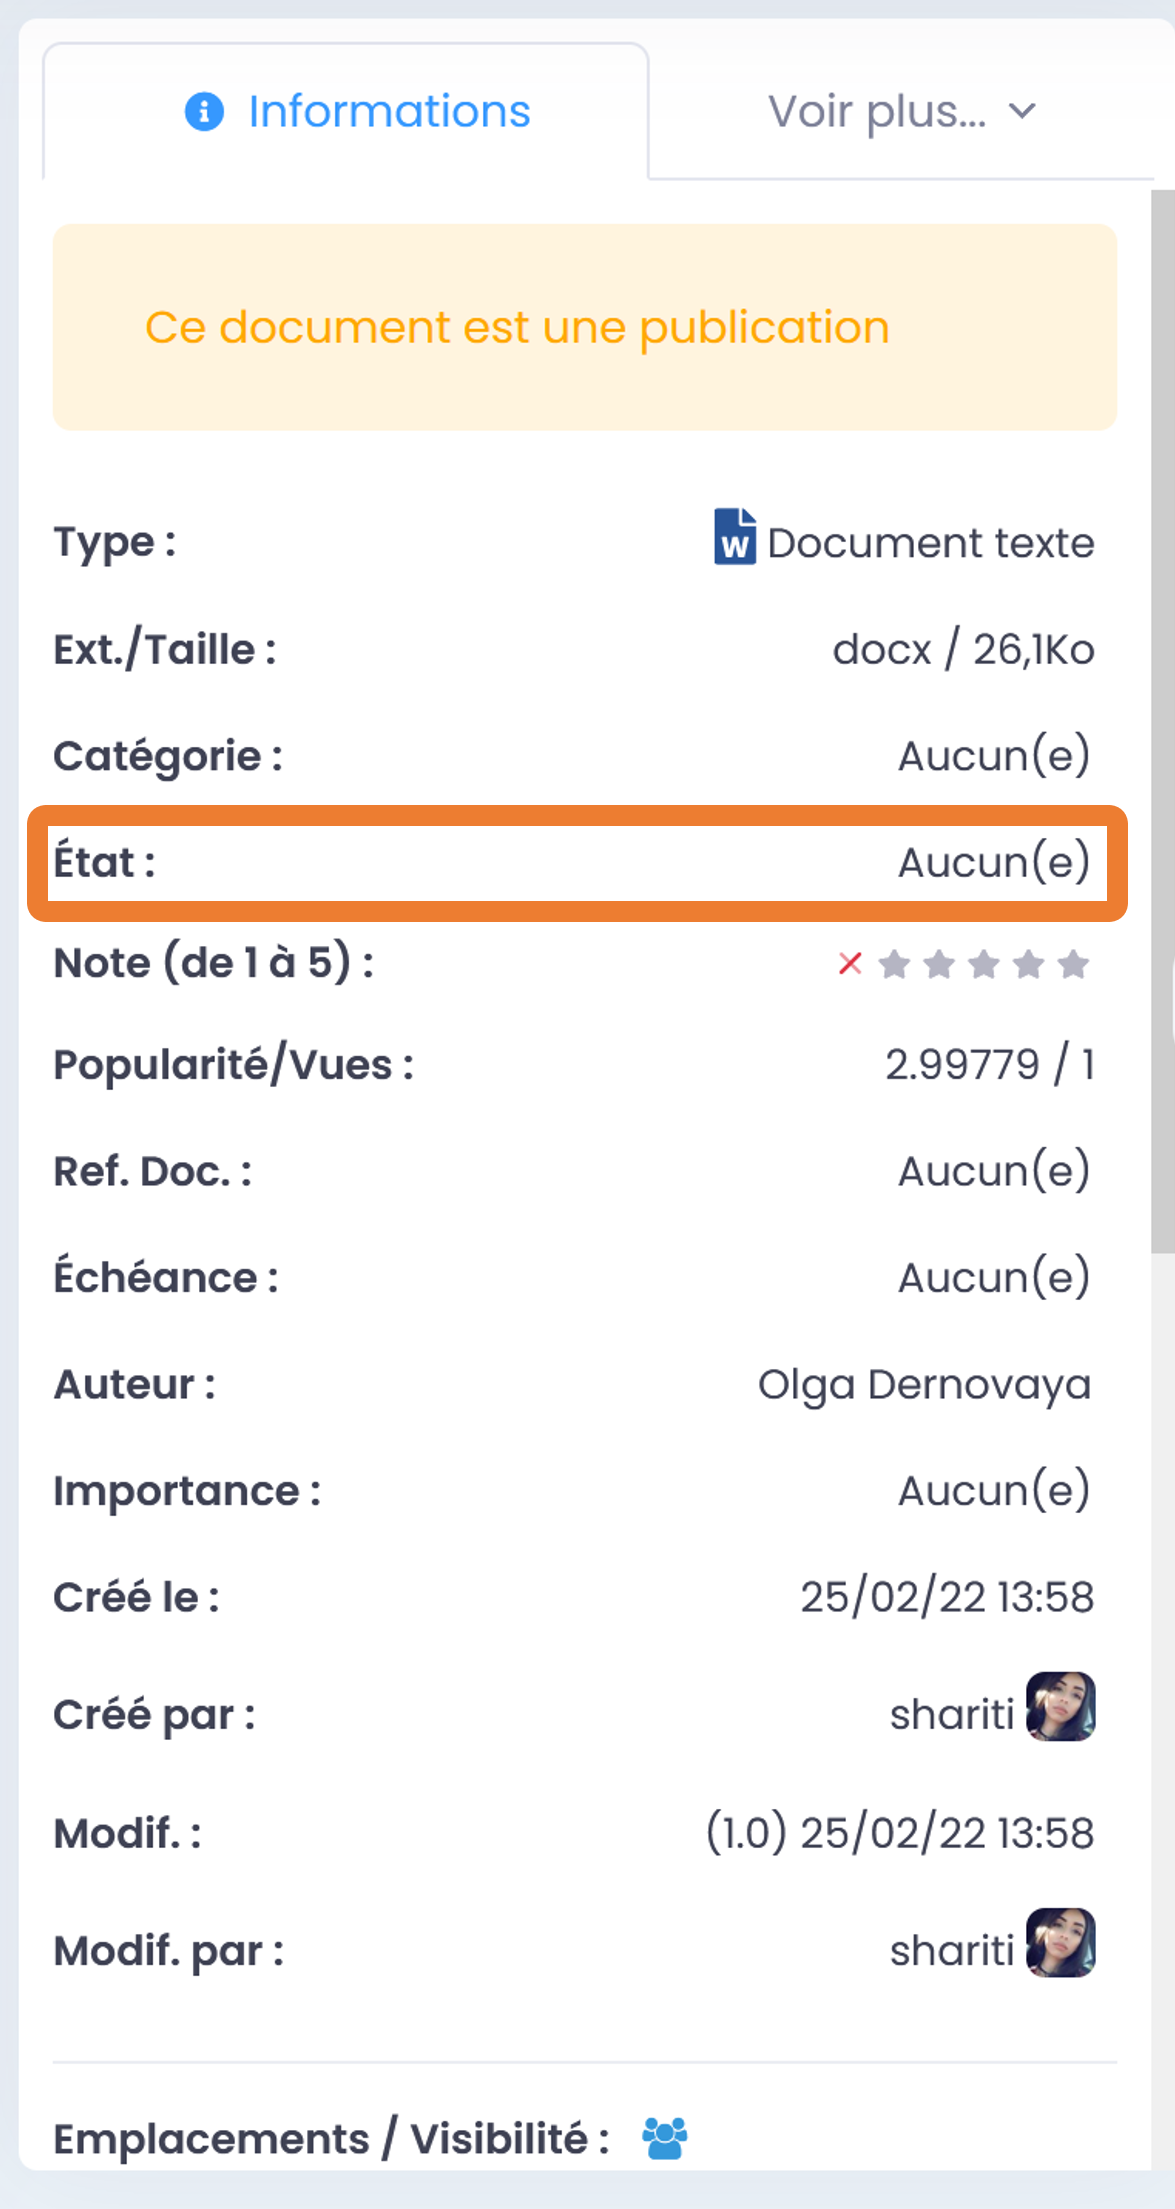 Informations
Voir plus...
Ce document est une publication
Type : Document texte
Ext./Taille : docx / 26,1Ko
Catégorie : Aucun(e)
État : Aucun(e)
Note (de 1 à 5) :
Popularité/Vues : 2.99779 / 1
Ref. Doc. : Aucun(e)
Échéance : Aucun(e)
Auteur : Olga Dernovaya
Importance : Aucun(e)
Créé le : 25/02/22 13:58
Créé par : shariti
Modif. : (1.0) 25/02/22 13:58
Modif. par : shariti
Emplacements / Visibilité :